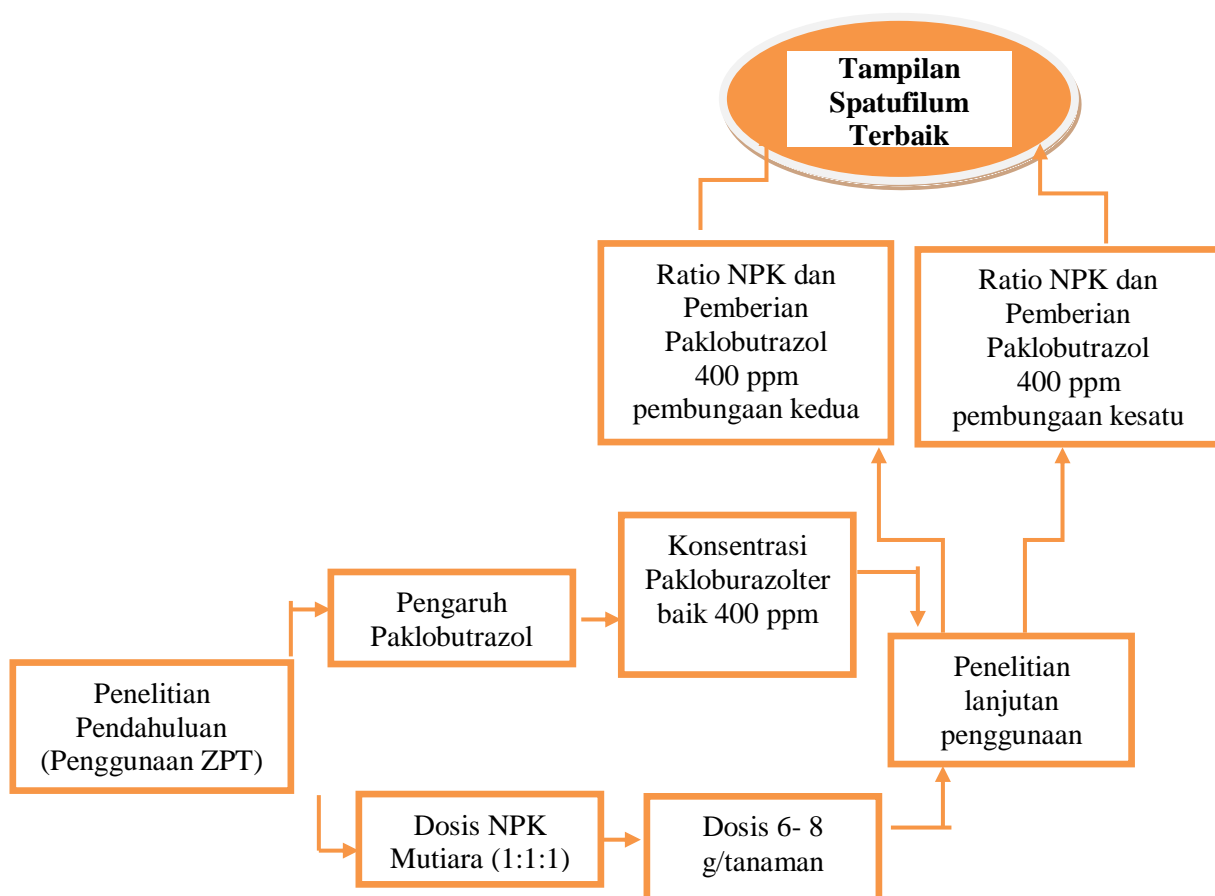 Tampilan
Spatufilum
Terbaik
Ratio NPK dan
Pemberian
Paklobutrazol
400 ppm
pembungaan kedua
Ratio NPK dan
Pemberian
Paklobutrazol
400 ppm
pembungaan kesatu
Konsentrasi
Pakloburazolter
baik 400 ppm
Pengaruh
Paklobutrazol
Penelitian
Pendahuluan
(Penggunaan ZPT)
Penelitian
lanjutan
penggunaan
Dosis NPK
Mutiara (1:1:1)
Dosis 6- 8
g/tanaman